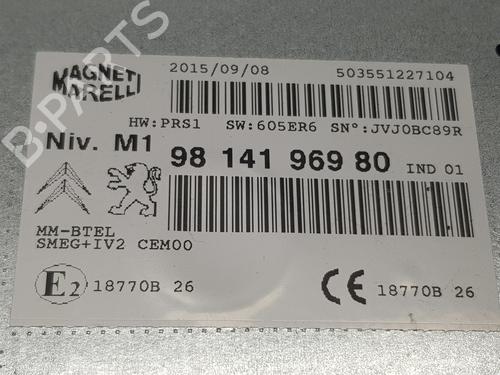 MAGNETI MARELLI
2015/09/08 503551227104
HW:PRS1 SW:605ER6 SN°:JVJ0BC89R
Niv. M1 98 141 969 80 IND 01
MM-BTEL
SMEG+IV2 CEM00
E2 18770B 26 CE 18770B 26
B-PARTS